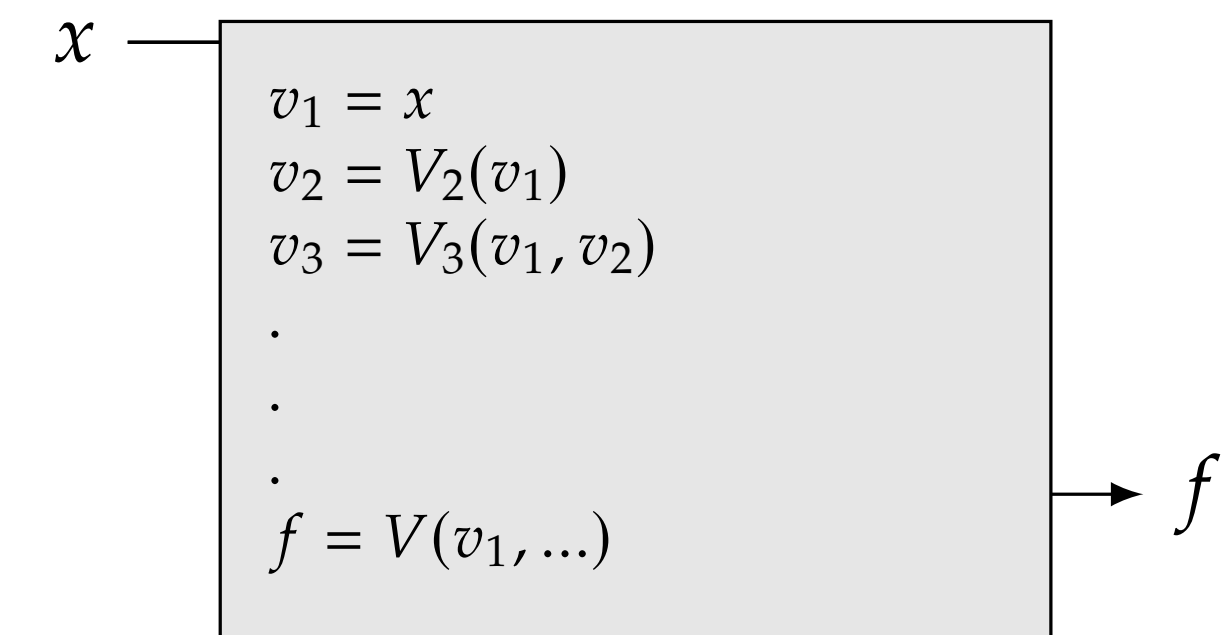 x
v₁ = x
v₂ = V₂(v₁)
v₃ = V₃(v₁, v₂)
.
.
.
f = V(v₁, ...)
f